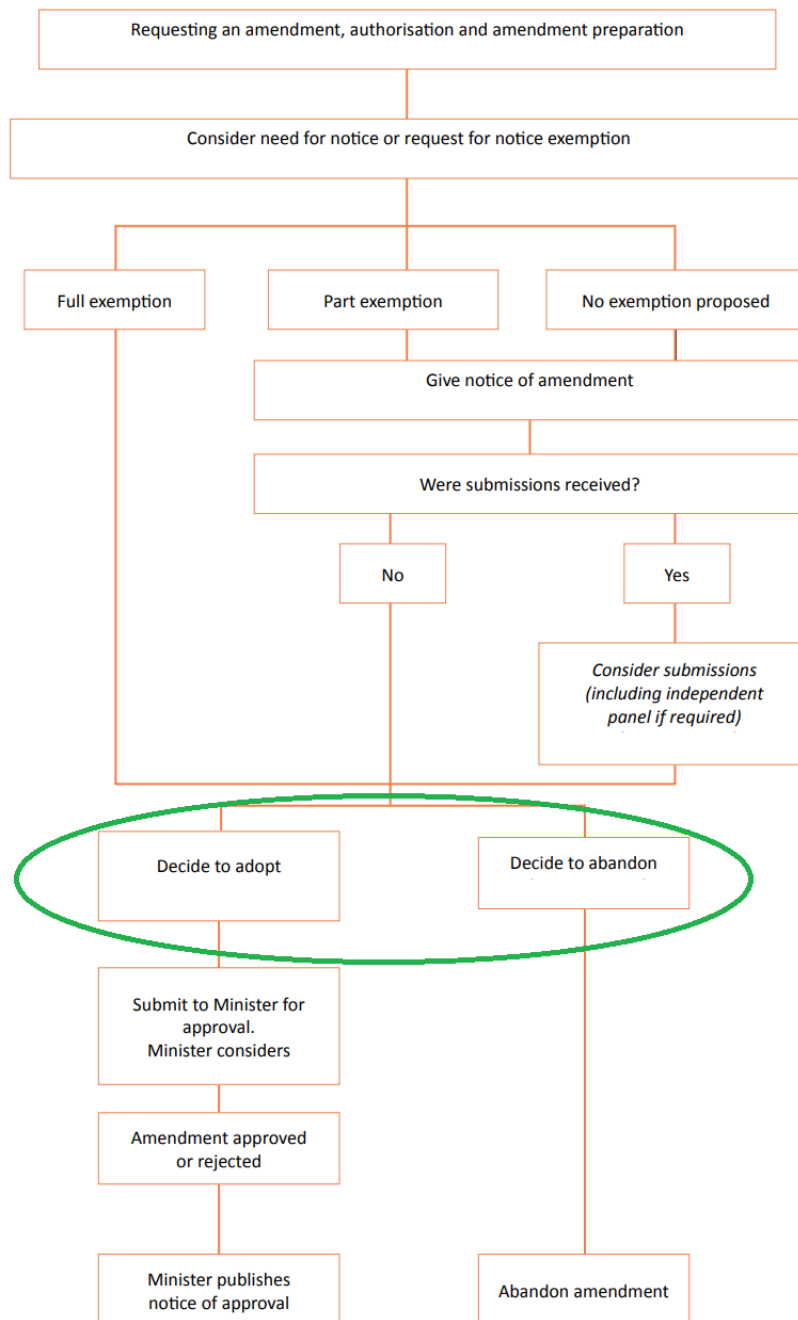 Requesting an amendment, authorisation and amendment preparation
Consider need for notice or request for notice exemption
Full exemption
Part exemption
No exemption proposed
Give notice of amendment
Were submissions received?
No
Yes
Consider submissions
(including independent
panel if required)
Decide to adopt
Decide to abandon
Submit to Minister for
approval.
Minister considers
Amendment approved
or rejected
Minister publishes
notice of approval
Abandon amendment